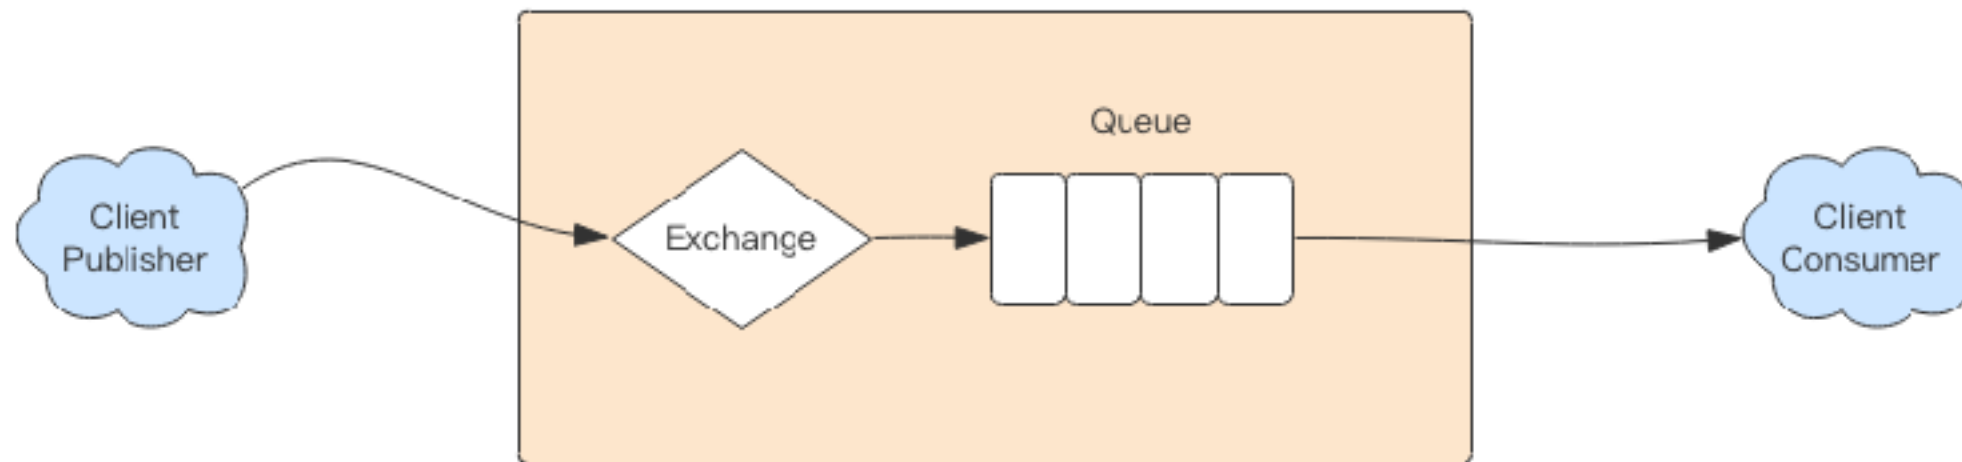 Queue
Client
Publisher
Exchange
Client
Consumer